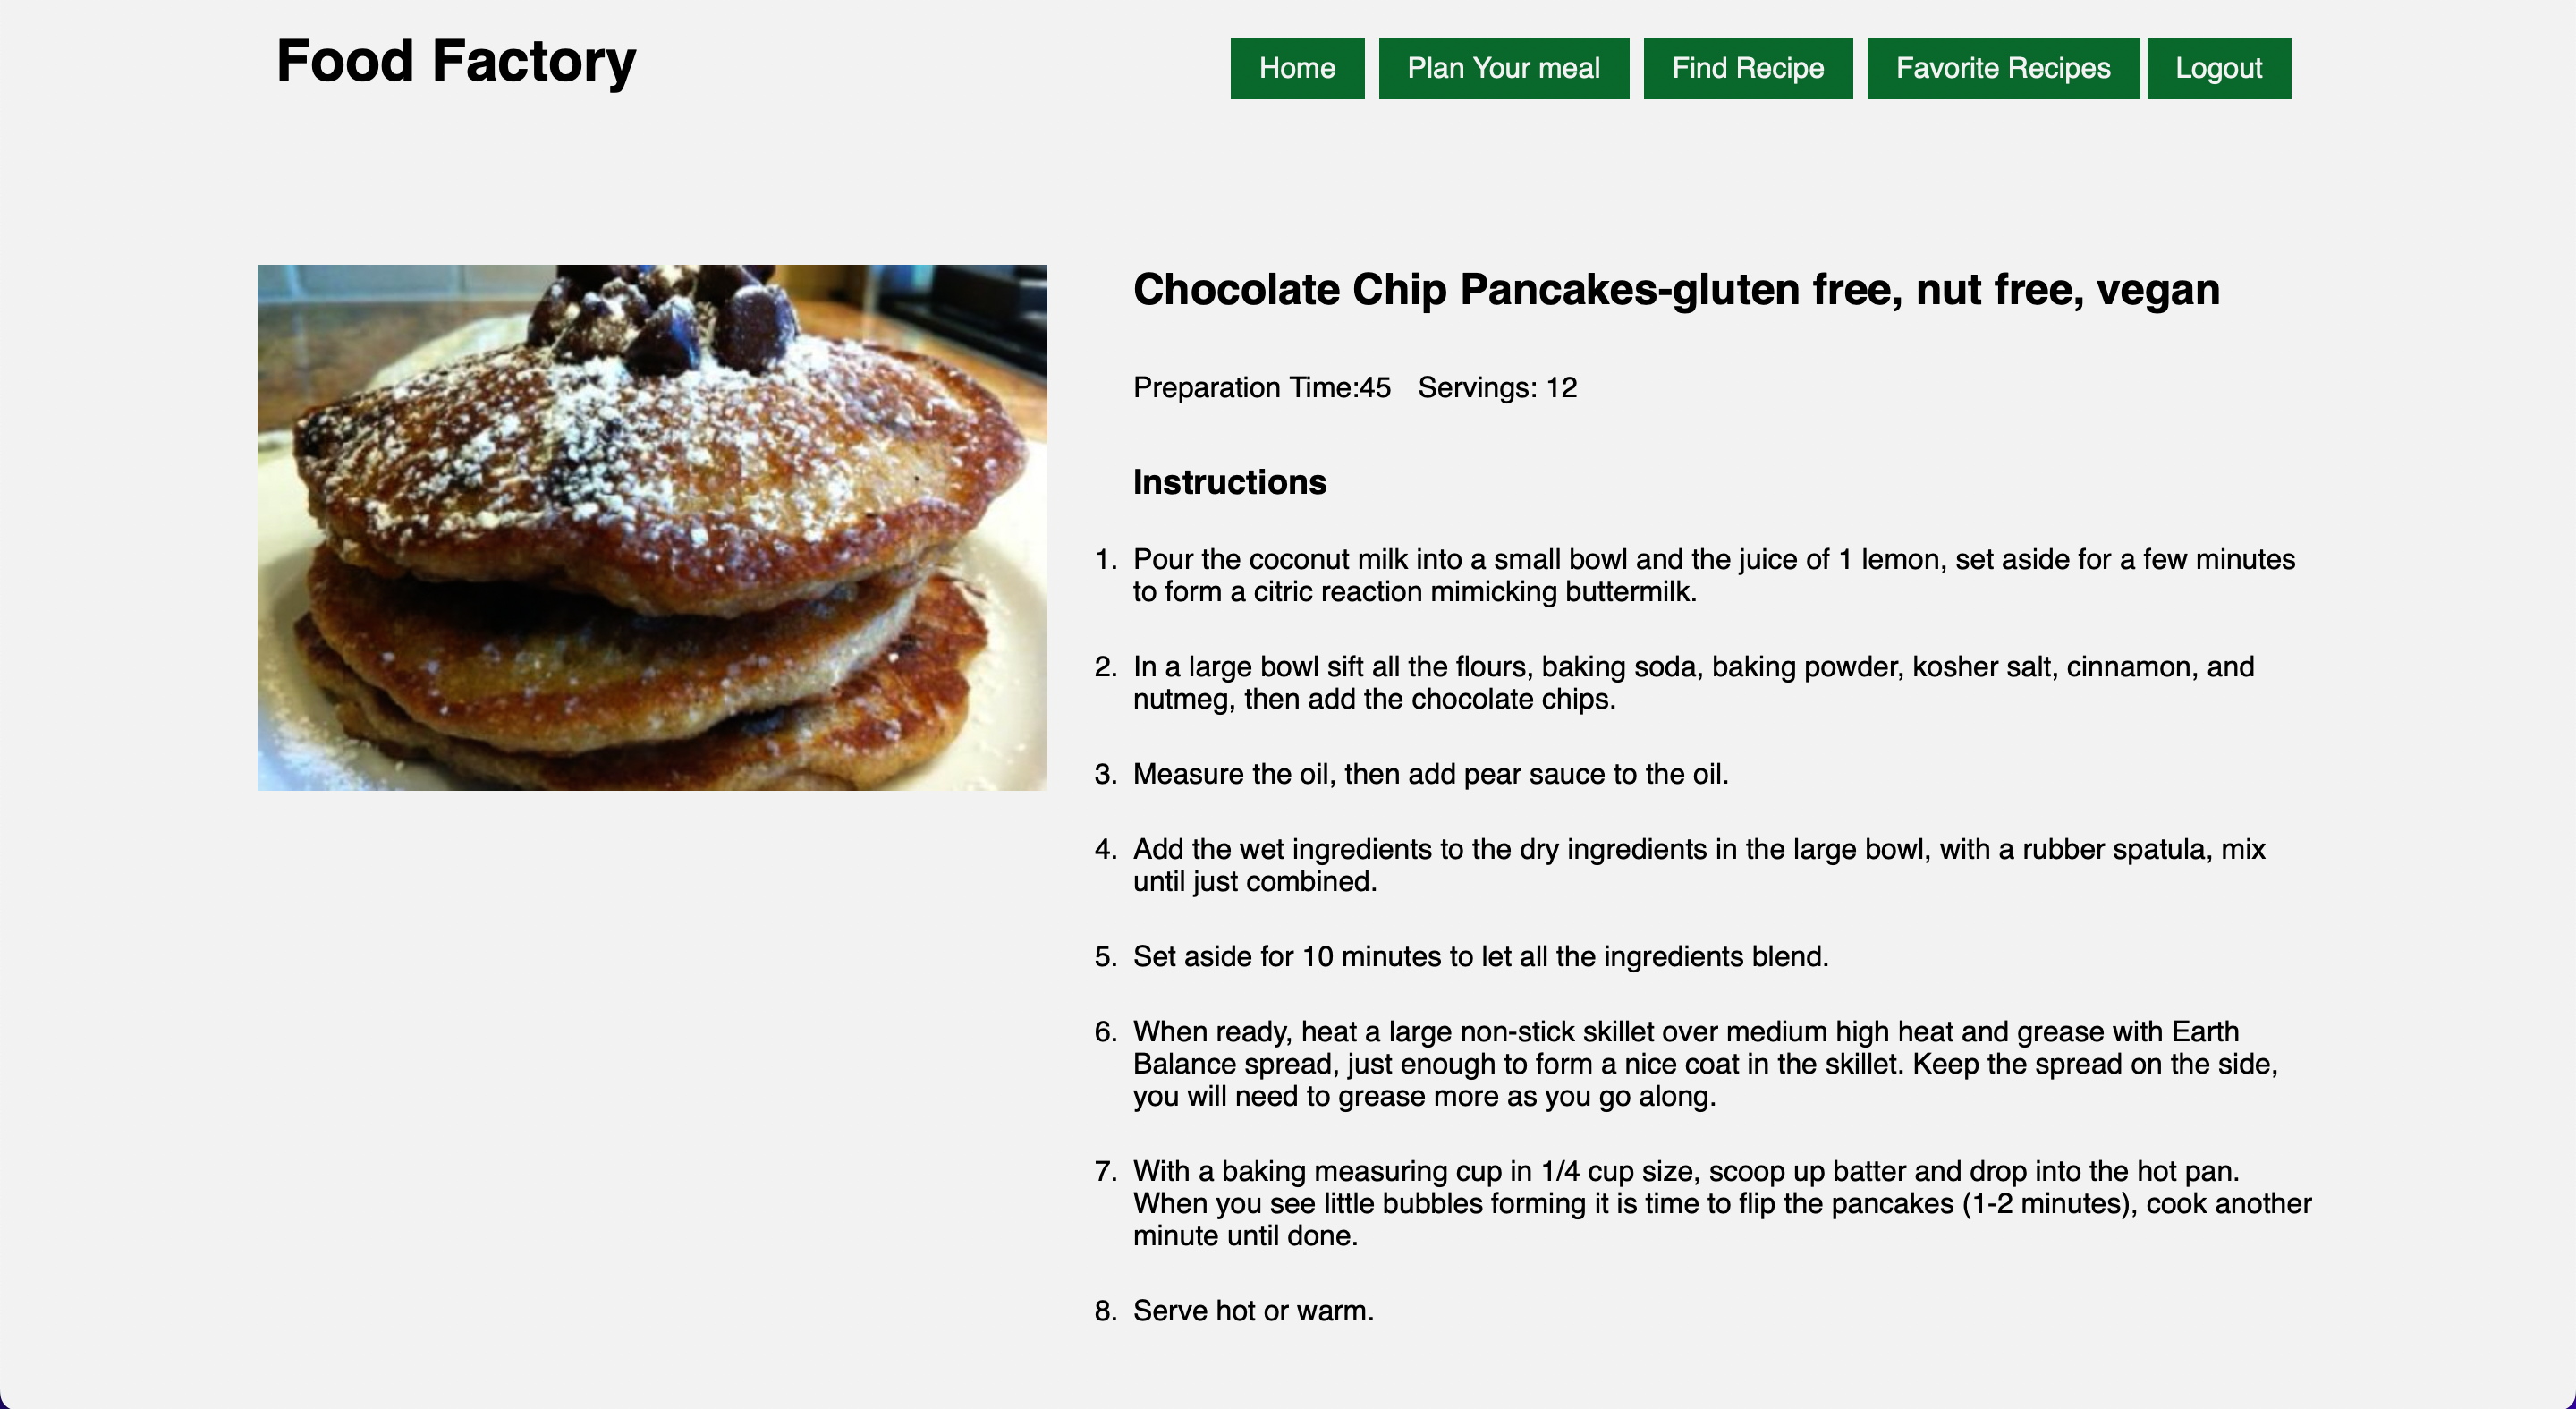 Food Factory
Home Plan Your meal Find Recipe Favorite Recipes Logout
Chocolate Chip Pancakes-gluten free, nut free, vegan
Preparation Time:45 Servings: 12
Instructions
1. Pour the coconut milk into a small bowl and the juice of 1 lemon, set aside for a few minutes
to form a citric reaction mimicking buttermilk.
2. In a large bowl sift all the flours, baking soda, baking powder, kosher salt, cinnamon, and
nutmeg, then add the chocolate chips.
3. Measure the oil, then add pear sauce to the oil.
4. Add the wet ingredients to the dry ingredients in the large bowl, with a rubber spatula, mix
until just combined.
5. Set aside for 10 minutes to let all the ingredients blend.
6. When ready, heat a large non-stick skillet over medium high heat and grease with Earth
Balance spread, just enough to form a nice coat in the skillet. Keep the spread on the side,
you will need to grease more as you go along.
7. With a baking measuring cup in 1/4 cup size, scoop up batter and drop into the hot pan.
When you see little bubbles forming it is time to flip the pancakes (1-2 minutes), cook another
minute until done.
8. Serve hot or warm.